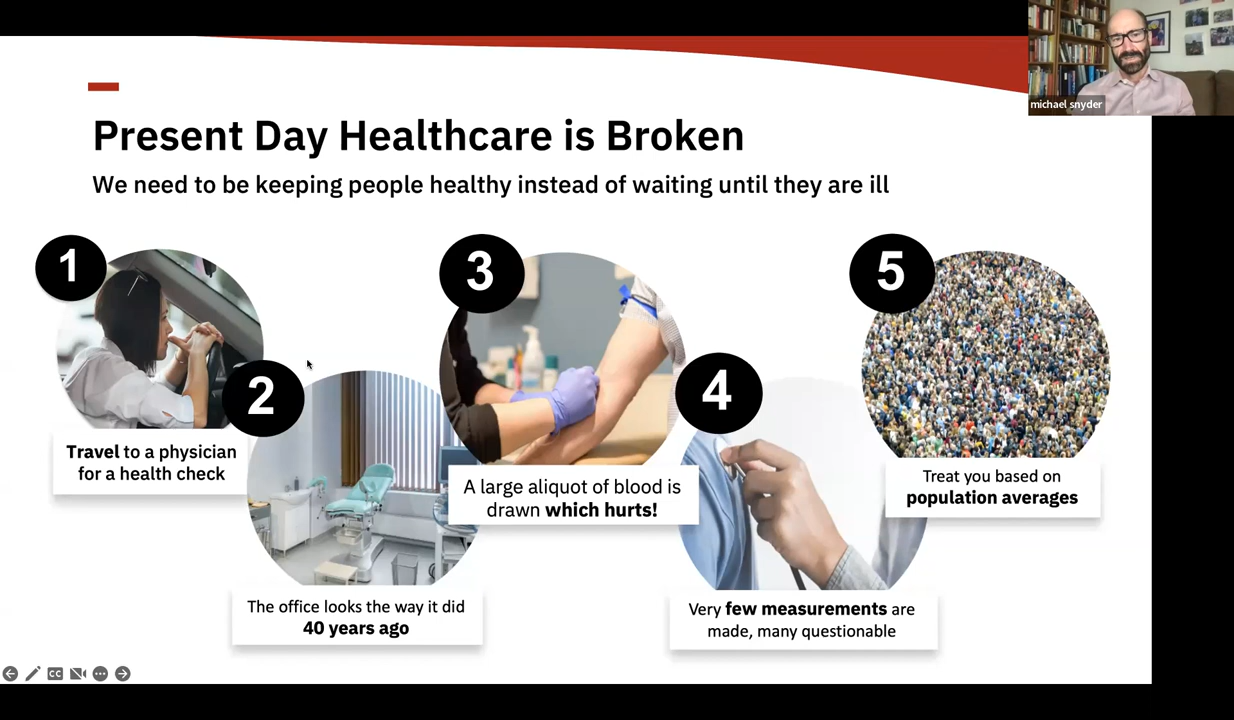 michael snyder
Present Day Healthcare is Broken
We need to be keeping people healthy instead of waiting until they are ill
1
Travel to a physician
for a health check
2
The office looks the way it did
40 years ago
3
A large aliquot of blood is
drawn which hurts!
4
Very few measurements are
made, many questionable
5
Treat you based on
population averages
CC